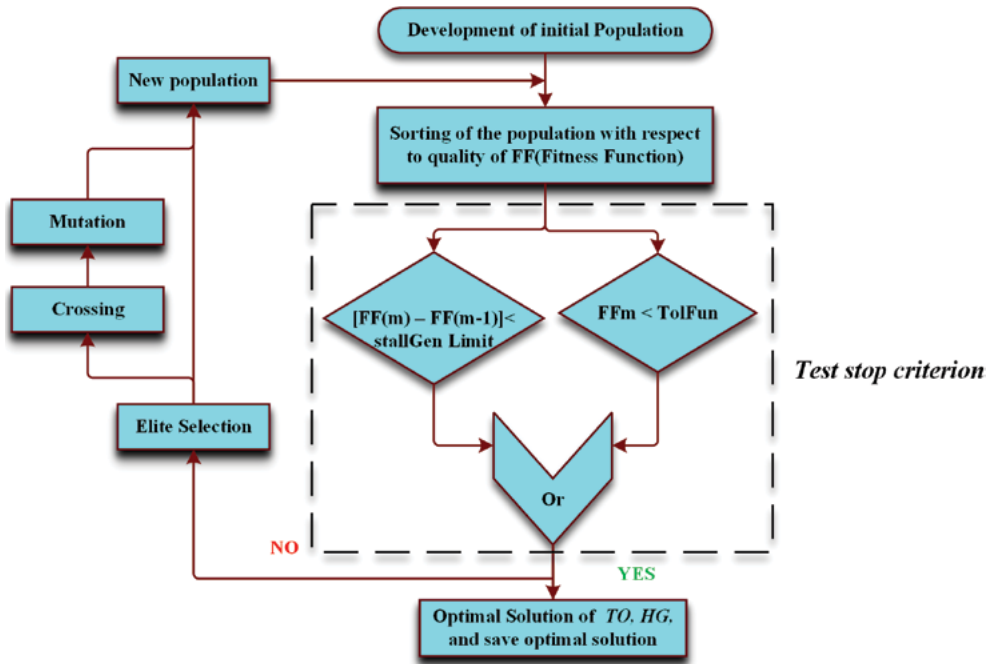 Development of initial Population
New population
Sorting of the population with respect
to quality of FF(Fitness Function)
Mutation
Crossing
[FF(m) – FF(m-1)]<
stallGen Limit
FFm < TolFun
Test stop criterion
Elite Selection
Or
NO
YES
Optimal Solution of TO, HG,
and save optimal solution